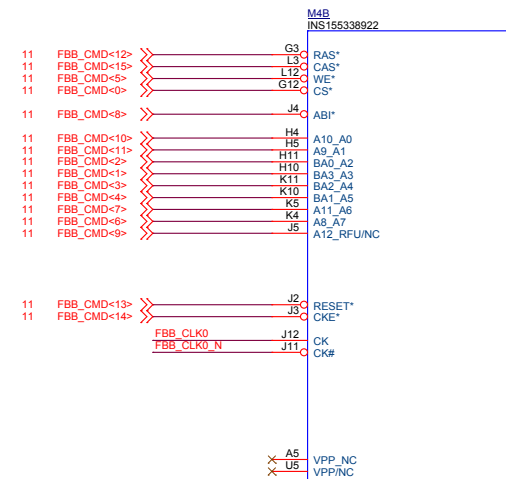 M4B
INS155338922
11 FBB_CMD<12> G3 RAS*
11 FBB_CMD<15> L3 CAS*
11 FBB_CMD<5> L12 WE*
11 FBB_CMD<0> G12 CS*
11 FBB_CMD<8> J4 ABI*
11 FBB_CMD<10> H4 A10_A0
11 FBB_CMD<11> H5 A9_A1
11 FBB_CMD<2> H11 BA0_A2
11 FBB_CMD<1> H10 BA3_A3
11 FBB_CMD<3> K11 BA2_A4
11 FBB_CMD<4> K10 BA1_A5
11 FBB_CMD<7> K5 A11_A6
11 FBB_CMD<6> K4 A8_A7
11 FBB_CMD<9> J5 A12_RFU/NC
11 FBB_CMD<13> J2 RESET*
11 FBB_CMD<14> J3 CKE*
FBB_CLK0 J12 CK
FBB_CLK0_N J11 CK#
A5 VPP_NC
U5 VPP/NC